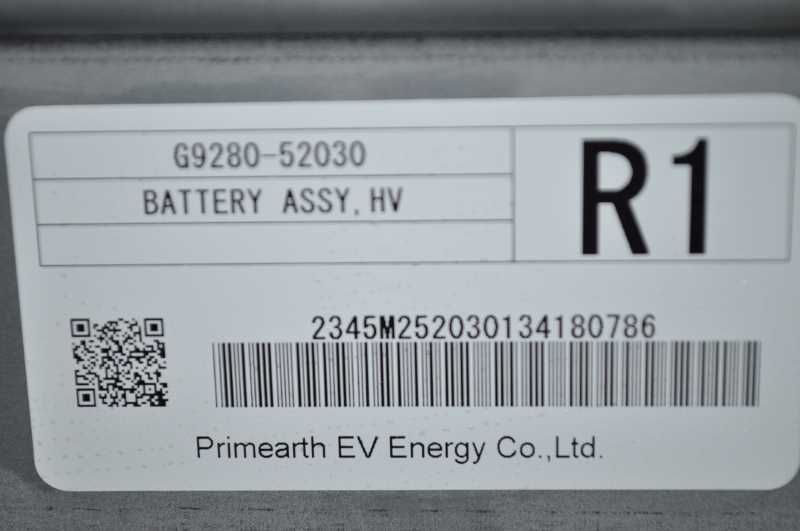 G9280-52030
BATTERY ASSY, HV
R1
2345M252030134180786
Primearth EV Energy Co.,Ltd.